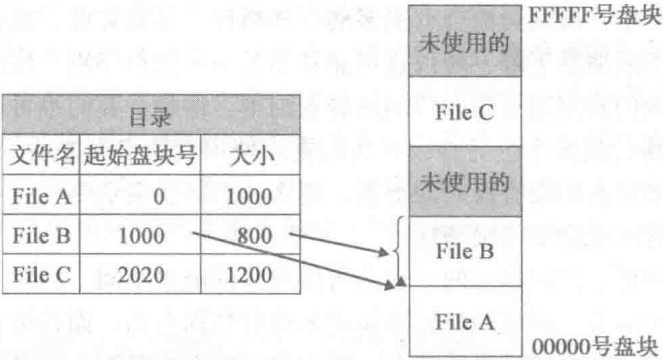 目录
文件名 起始盘块号 大小
File A 0 1000
File B 1000 800
File C 2020 1200
FFFFF号盘块
未使用的
File C
未使用的
File B
File A
00000号盘块